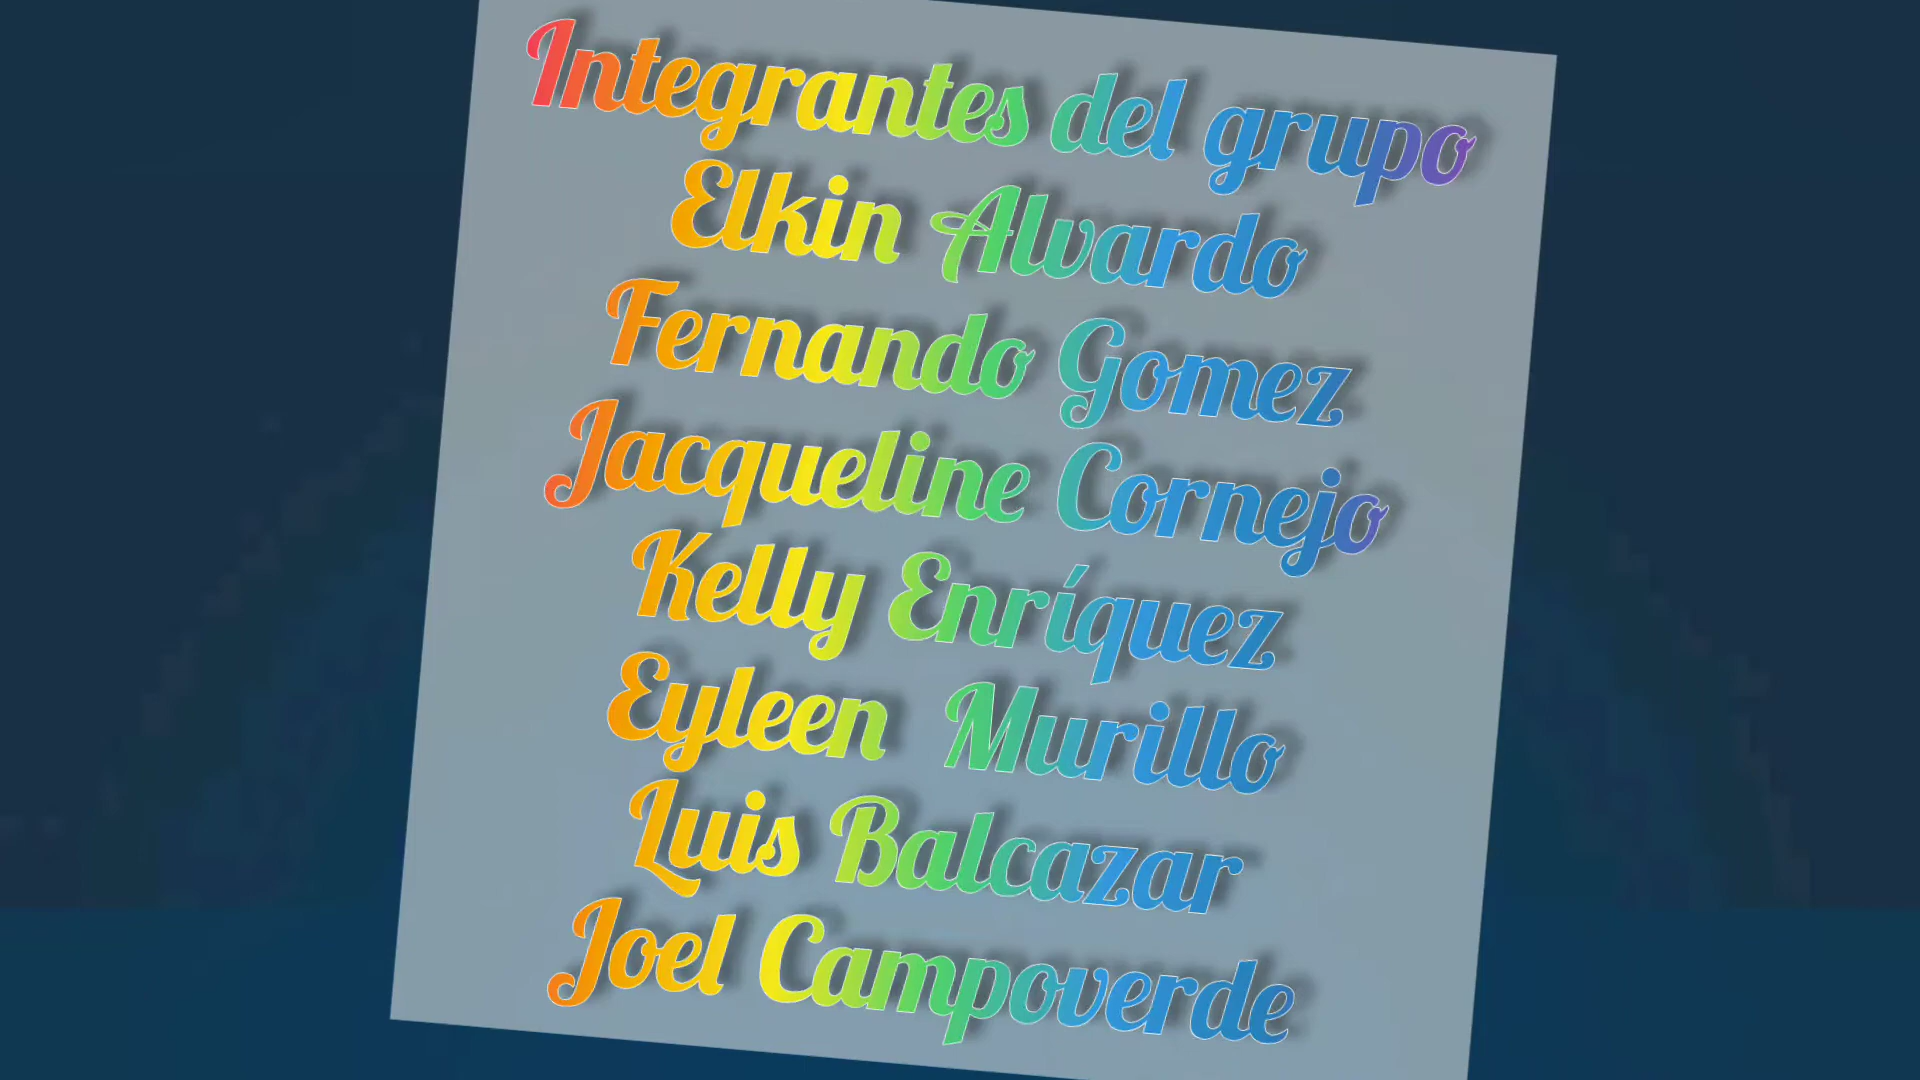 Integrantes del grupo
Elkin Alvardo
Fernando Gomez
Jacqueline Cornejo
Kelly Enríquez
Eyleen Murillo
Luis Balcazar
Joel Campoverde